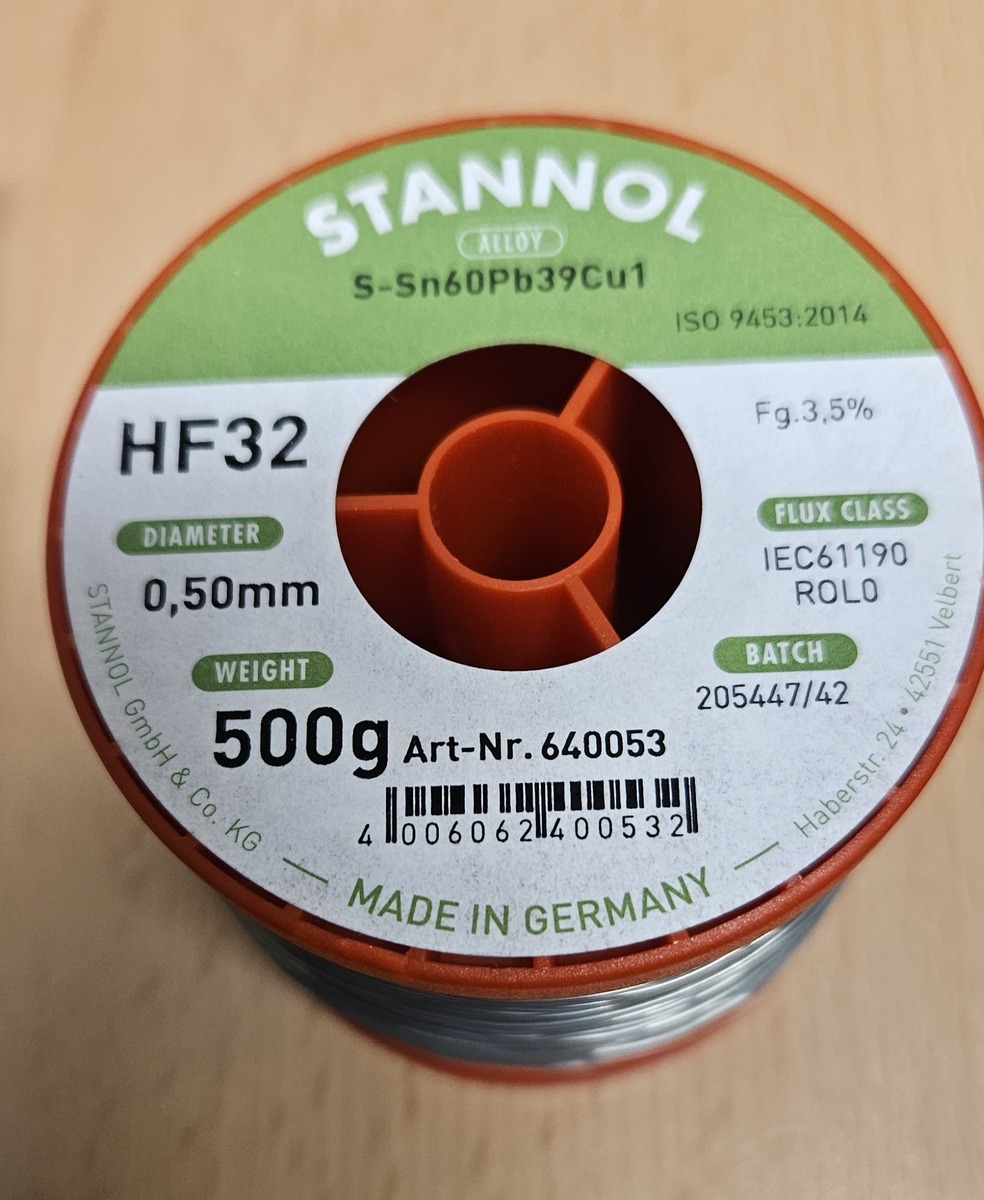 STANNOL
ALLOY
S-Sn60Pb39Cu1
ISO 9453:2014
HF32
Fg.3,5%
DIAMETER
0,50mm
FLUX CLASS
IEC61190
ROL0
WEIGHT
500g
BATCH
205447/42
Art-Nr. 640053
4 006062 400532
STANNOL GmbH & Co. KG
MADE IN GERMANY
Haberstr. 24 • 42551 Velbert